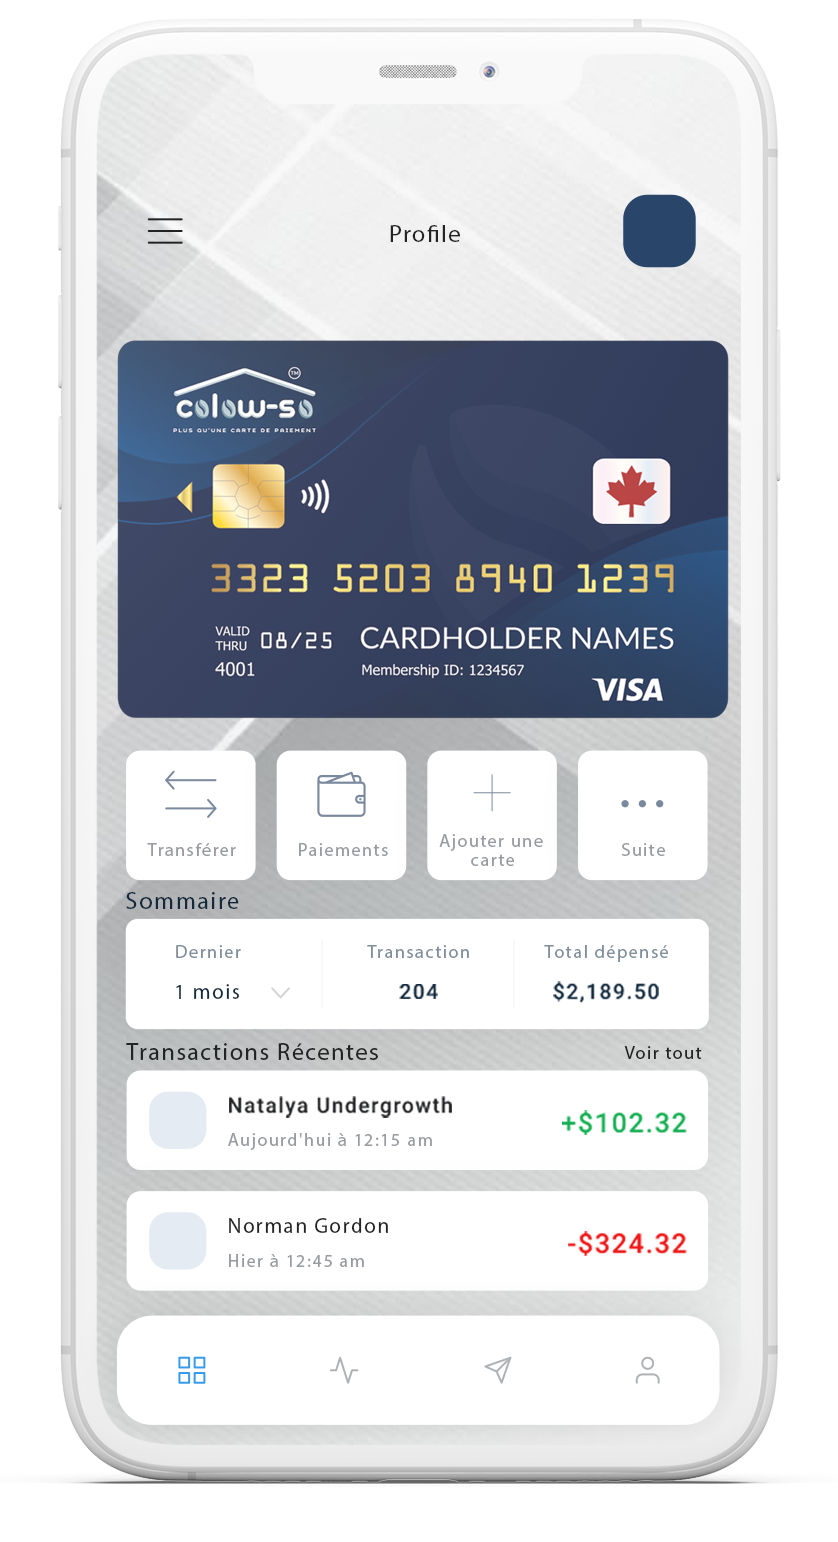 Profile
TM
colow-so
PLUS QU'UNE CARTE DE PAIEMENT
3323 5203 8940 1239
VALID THRU 08/25 CARDHOLDER NAMES
4001 Membership ID: 1234567
VISA
Transférer
Paiements
Ajouter une
carte
Suite
Sommaire
Dernier Transaction Total dépensé
1 mois 204 $2,189.50
Transactions Récentes Voir tout
Natalya Undergrowth
Aujourd'hui à 12:15 am
+$102.32
Norman Gordon
Hier à 12:45 am
-$324.32